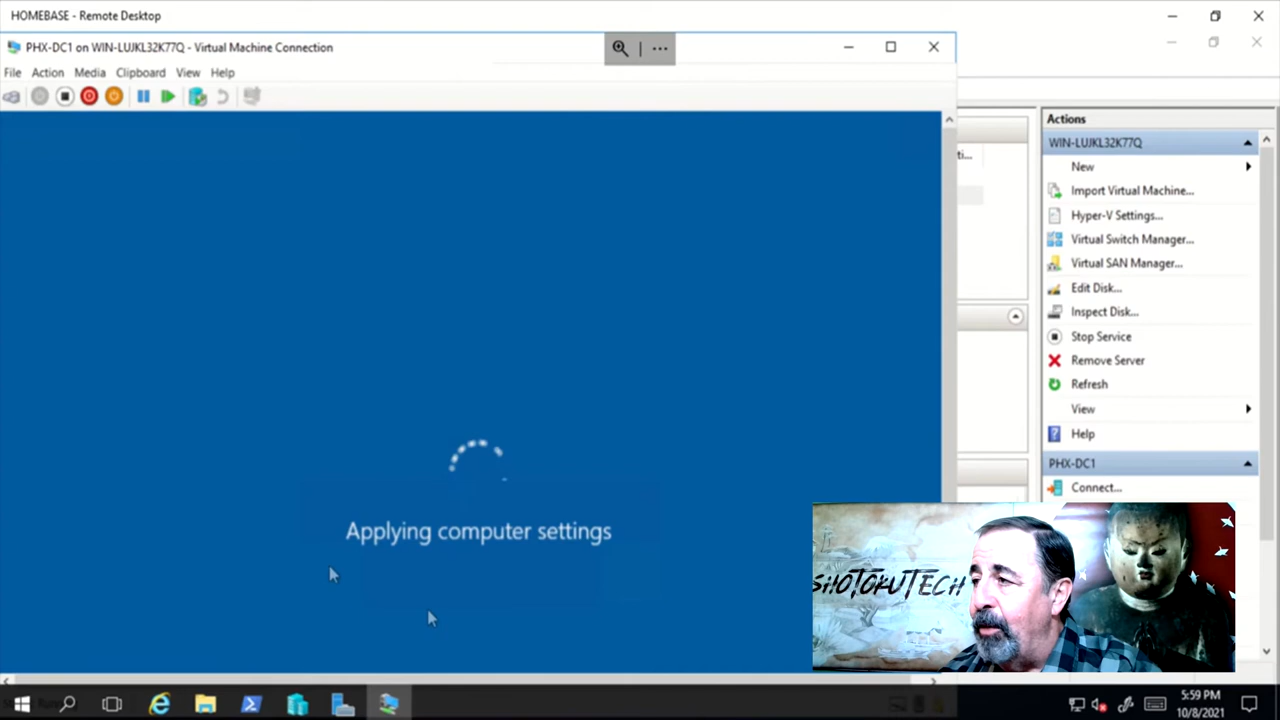 HOMEBASE - Remote Desktop
PHX-DC1 on WIN-LUJKL32K77Q - Virtual Machine Connection
File Action Media Clipboard View Help
Actions
WIN-LUJKL32K77Q
ti...
New
Import Virtual Machine...
Hyper-V Settings...
Virtual Switch Manager...
Virtual SAN Manager...
Edit Disk...
Inspect Disk...
Stop Service
Remove Server
Refresh
View
Help
PHX-DC1
Connect...
Applying computer settings
SHOTOKUTECH
5:59 PM
10/8/2021